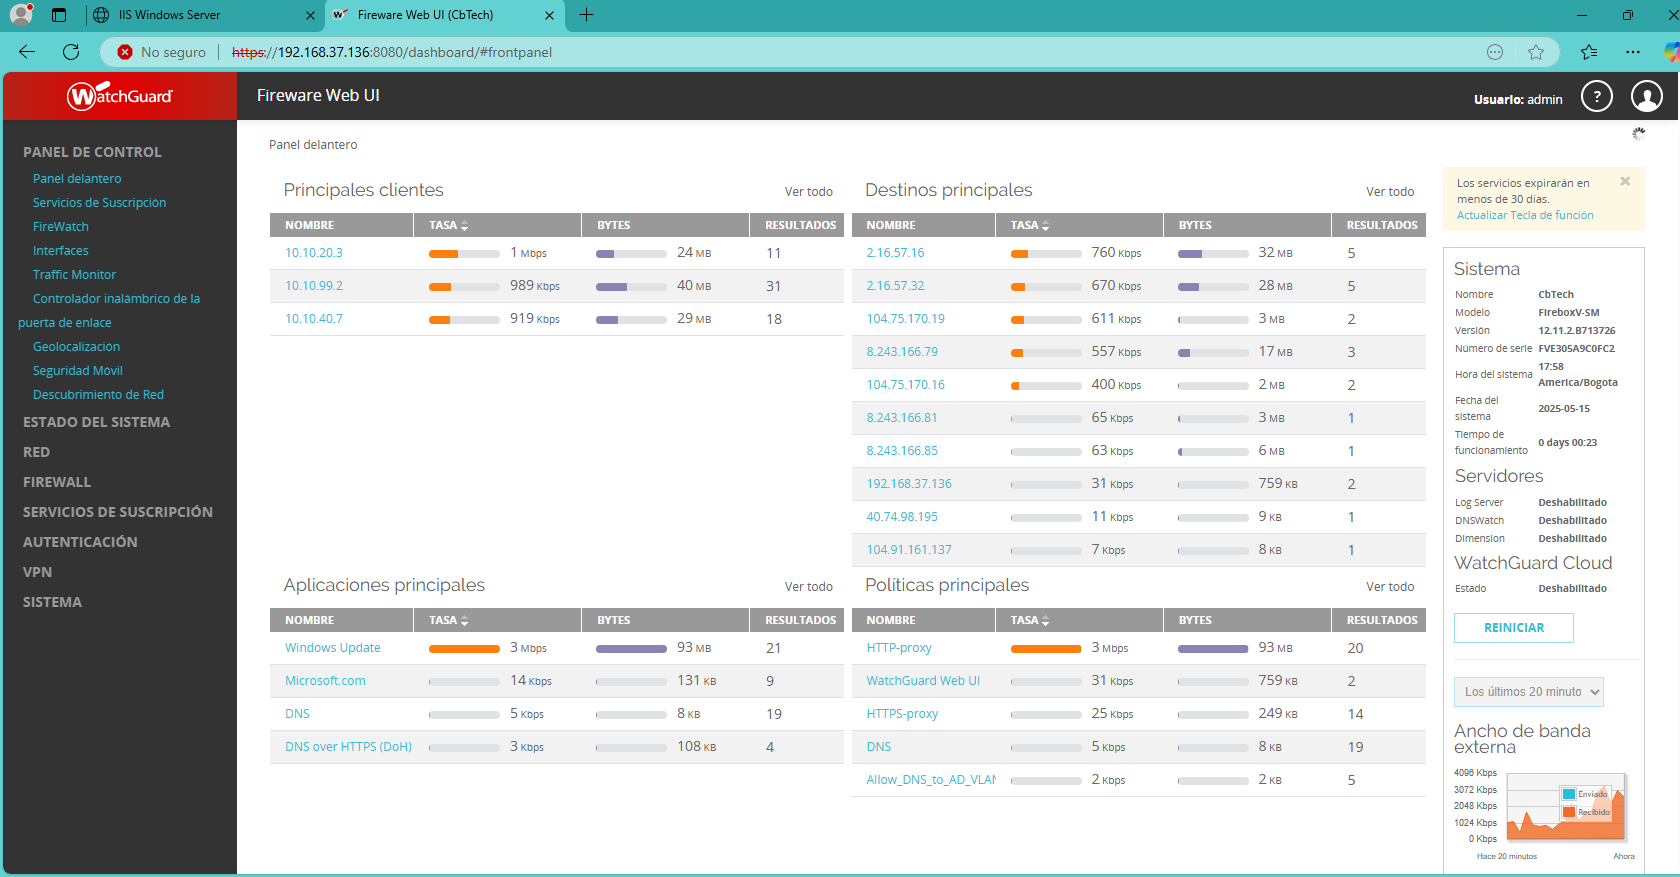 IIS Windows Server
Fireware Web UI (CbTech)
No seguro
https://192.168.37.136:8080/dashboard/#frontpanel
WatchGuard
Fireware Web UI
Usuario: admin
?
PANEL DE CONTROL
Panel delantero
Servicios de Suscripción
FireWatch
Interfaces
Traffic Monitor
Controlador inalámbrico de la
puerta de enlace
Geolocalización
Seguridad Móvil
Descubrimiento de Red
ESTADO DEL SISTEMA
RED
FIREWALL
SERVICIOS DE SUSCRIPCIÓN
AUTENTICACIÓN
VPN
SISTEMA
Panel delantero
Principales clientes
Ver todo
NOMBRE TASA BYTES RESULTADOS
10.10.20.3 1 Mbps 24 MB 11
10.10.99.2 989 Kbps 40 MB 31
10.10.40.7 919 Kbps 29 MB 18
Destinos principales
Ver todo
NOMBRE TASA BYTES RESULTADOS
2.16.57.16 760 Kbps 32 MB 5
2.16.57.32 670 Kbps 28 MB 5
104.75.170.19 611 Kbps 3 MB 2
8.243.166.79 557 Kbps 17 MB 3
104.75.170.16 400 Kbps 2 MB 2
8.243.166.81 65 Kbps 3 MB 1
8.243.166.85 63 Kbps 6 MB 1
192.168.37.136 31 Kbps 759 KB 2
40.74.98.195 11 Kbps 9 KB 1
104.91.161.137 7 Kbps 8 KB 1
Aplicaciones principales
Ver todo
NOMBRE TASA BYTES RESULTADOS
Windows Update 3 Mbps 93 MB 21
Microsoft.com 14 Kbps 131 KB 9
DNS 5 Kbps 8 KB 19
DNS over HTTPS (DoH) 3 Kbps 108 KB 4
Políticas principales
Ver todo
NOMBRE TASA BYTES RESULTADOS
HTTP-proxy 3 Mbps 93 MB 20
WatchGuard Web UI 31 Kbps 759 KB 2
HTTPS-proxy 25 Kbps 249 KB 14
DNS 5 Kbps 8 KB 19
Allow_DNS_to_AD_VLAN 2 Kbps 2 KB 5
Los servicios expirarán en
menos de 30 días.
Actualizar Tecla de función
Sistema
Nombre CbTech
Modelo FireboxV-SM
Versión 12.11.2.B713726
Número de serie FVE305A9C0FC2
Hora del sistema 17:58
America/Bogota
Fecha del
sistema 2025-05-15
Tiempo de
funcionamiento 0 days 00:23
Servidores
Log Server Deshabilitado
DNSWatch Deshabilitado
Dimension Deshabilitado
WatchGuard Cloud
Estado Deshabilitado
REINICIAR
Los últimos 20 minuto
Ancho de banda
externa
4096 Kbps
3072 Kbps
2048 Kbps
1024 Kbps
0 Kbps
Enviado
Recibido
Hace 20 minutos
Ahora